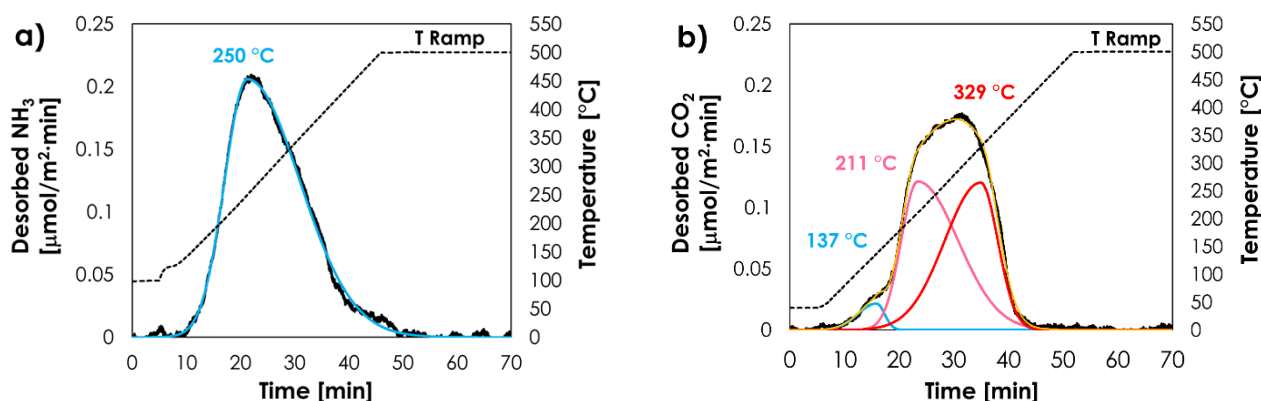 a)
250 °C
T Ramp
Desorbed NH₃
[µmol/m²·min]
0.25
0.2
0.15
0.1
0.05
0
550
500
450
400
350
300
250
200
150
100
50
0
Temperature [°C]
0 10 20 30 40 50 60 70
Time [min]
b)
T Ramp
329 °C
211 °C
137 °C
Desorbed CO₂
[µmol/m²·min]
0.25
0.2
0.15
0.1
0.05
0
550
500
450
400
350
300
250
200
150
100
50
0
Temperature [°C]
0 10 20 30 40 50 60 70
Time [min]